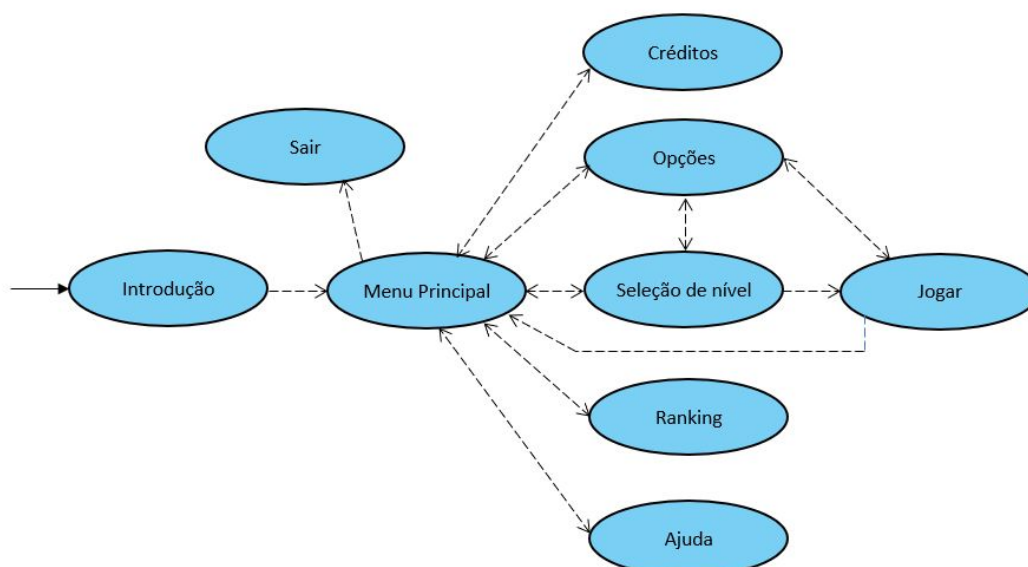 Créditos
Sair
Opções
Introdução
Menu Principal
Seleção de nível
Jogar
Ranking
Ajuda